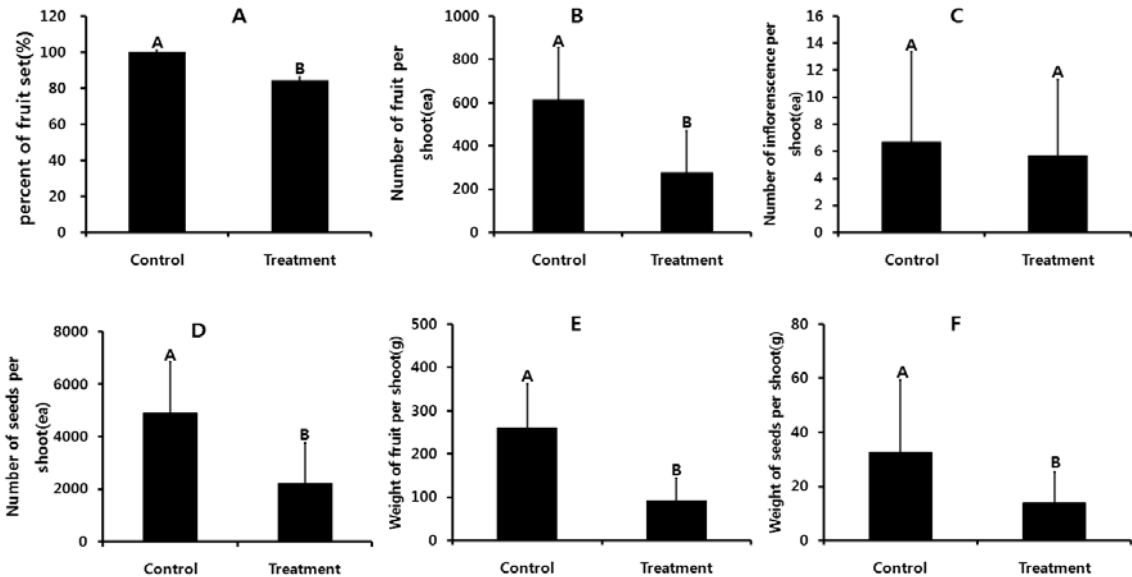 A
percent of fruit set(%)
120
100
80
60
40
20
0
A
B
Control
Treatment
B
Number of fruit per
shoot(ea)
1000
800
600
400
200
0
A
B
Control
Treatment
C
Number of inflorenscence per
shoot(ea)
16
14
12
10
8
6
4
2
0
A
A
Control
Treatment
D
Number of seeds per
shoot(ea)
8000
6000
4000
2000
0
A
B
Control
Treatment
E
Weight of fruit per shoot(g)
500
400
300
200
100
0
A
B
Control
Treatment
F
Weight of seeds per shoot(g)
80
60
40
20
0
A
B
Control
Treatment